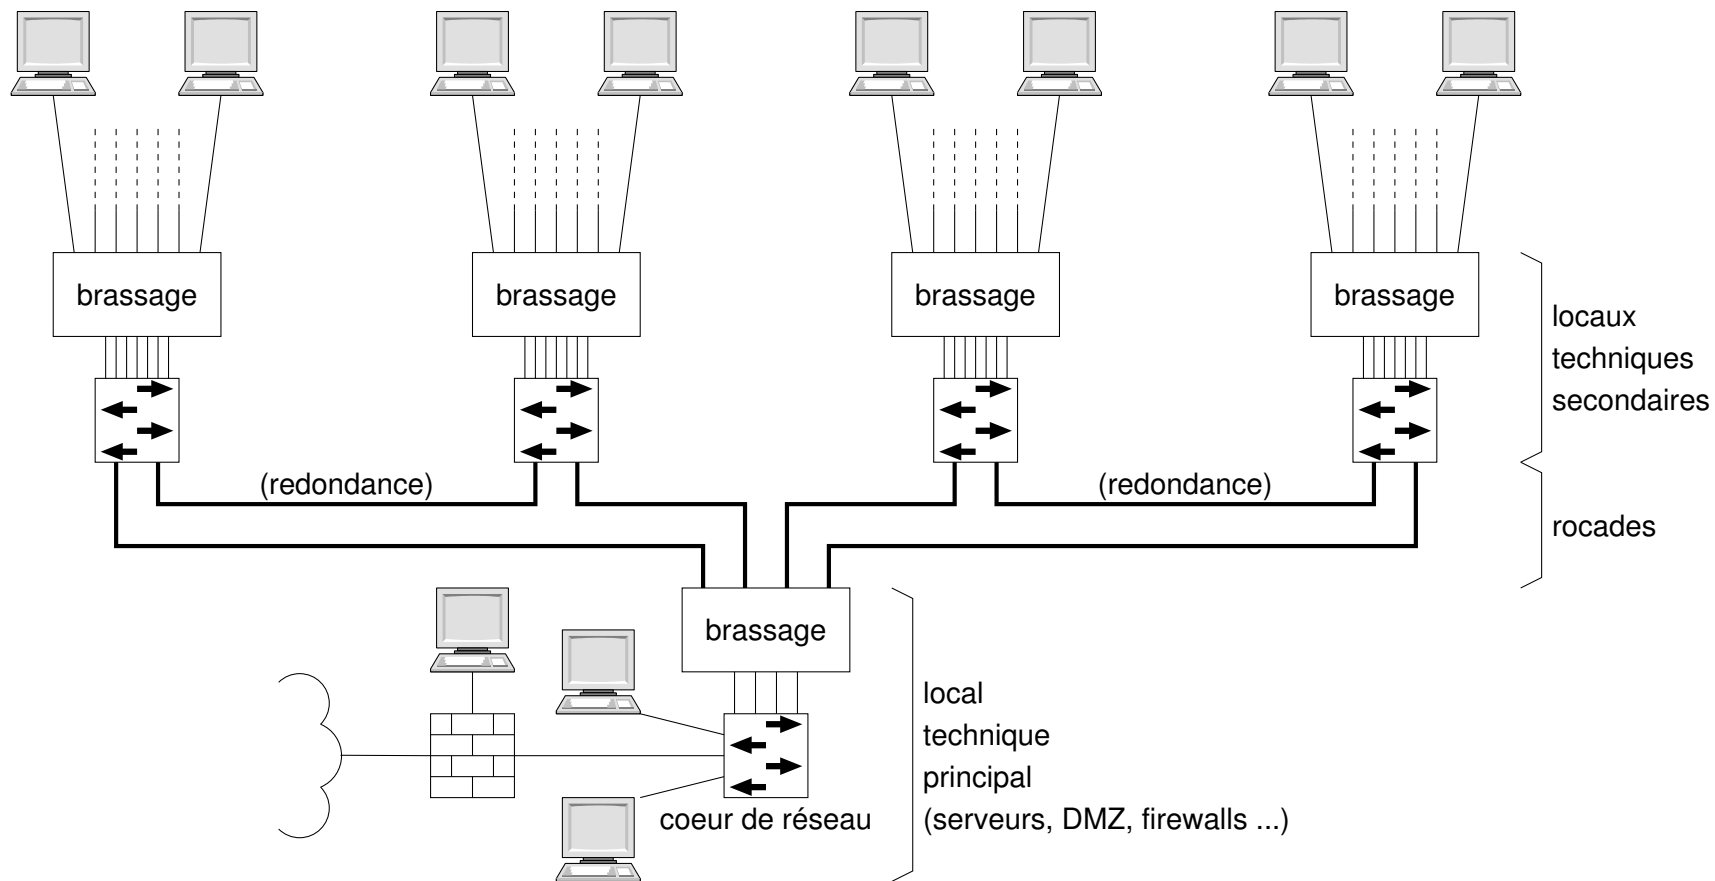 brassage
brassage
brassage
brassage
locaux
techniques
secondaires
(redondance)
(redondance)
rocades
brassage
local
technique
principal
(serveurs, DMZ, firewalls ...)
coeur de réseau